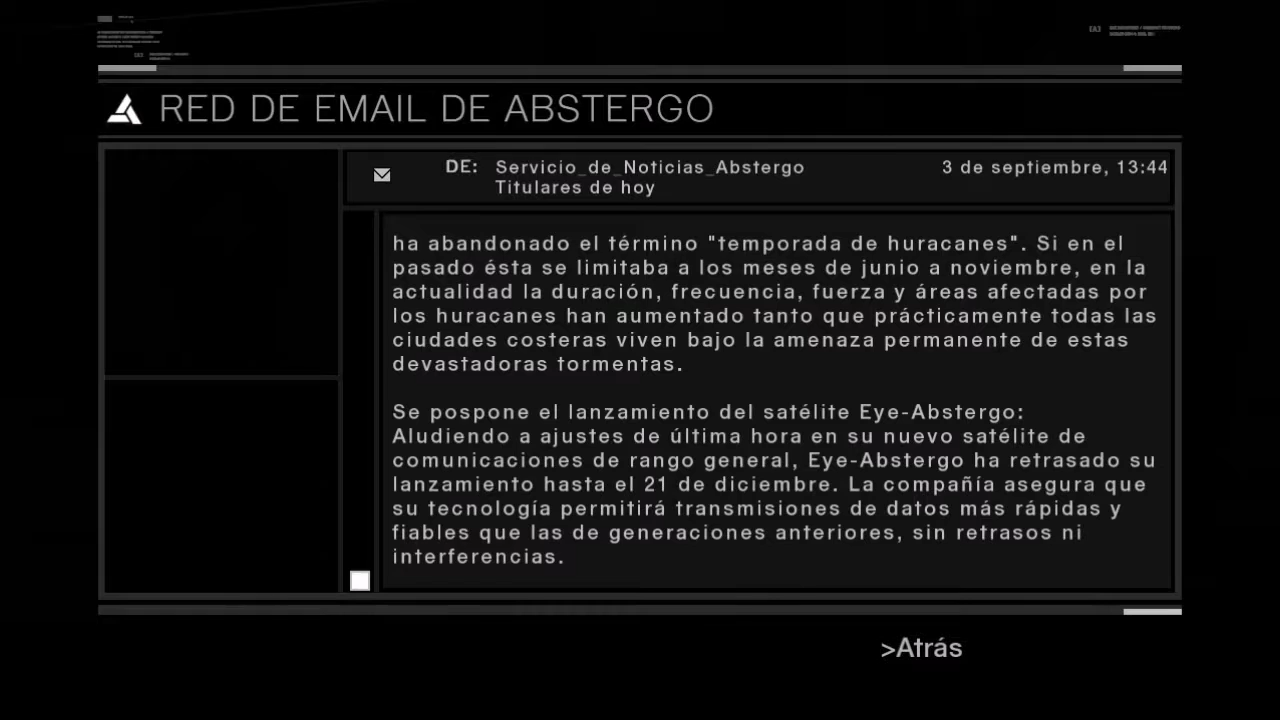 RED DE EMAIL DE ABSTERGO
DE: Servicio_de_Noticias_Abstergo 3 de septiembre, 13:44
Titulares de hoy
ha abandonado el término "temporada de huracanes". Si en el
pasado ésta se limitaba a los meses de junio a noviembre, en la
actualidad la duración, frecuencia, fuerza y áreas afectadas por
los huracanes han aumentado tanto que prácticamente todas las
ciudades costeras viven bajo la amenaza permanente de estas
devastadoras tormentas.
Se pospone el lanzamiento del satélite Eye-Abstergo:
Aludiendo a ajustes de última hora en su nuevo satélite de
comunicaciones de rango general, Eye-Abstergo ha retrasado su
lanzamiento hasta el 21 de diciembre. La compañía asegura que
su tecnología permitirá transmisiones de datos más rápidas y
fiables que las de generaciones anteriores, sin retrasos ni
interferencias.
>Atrás